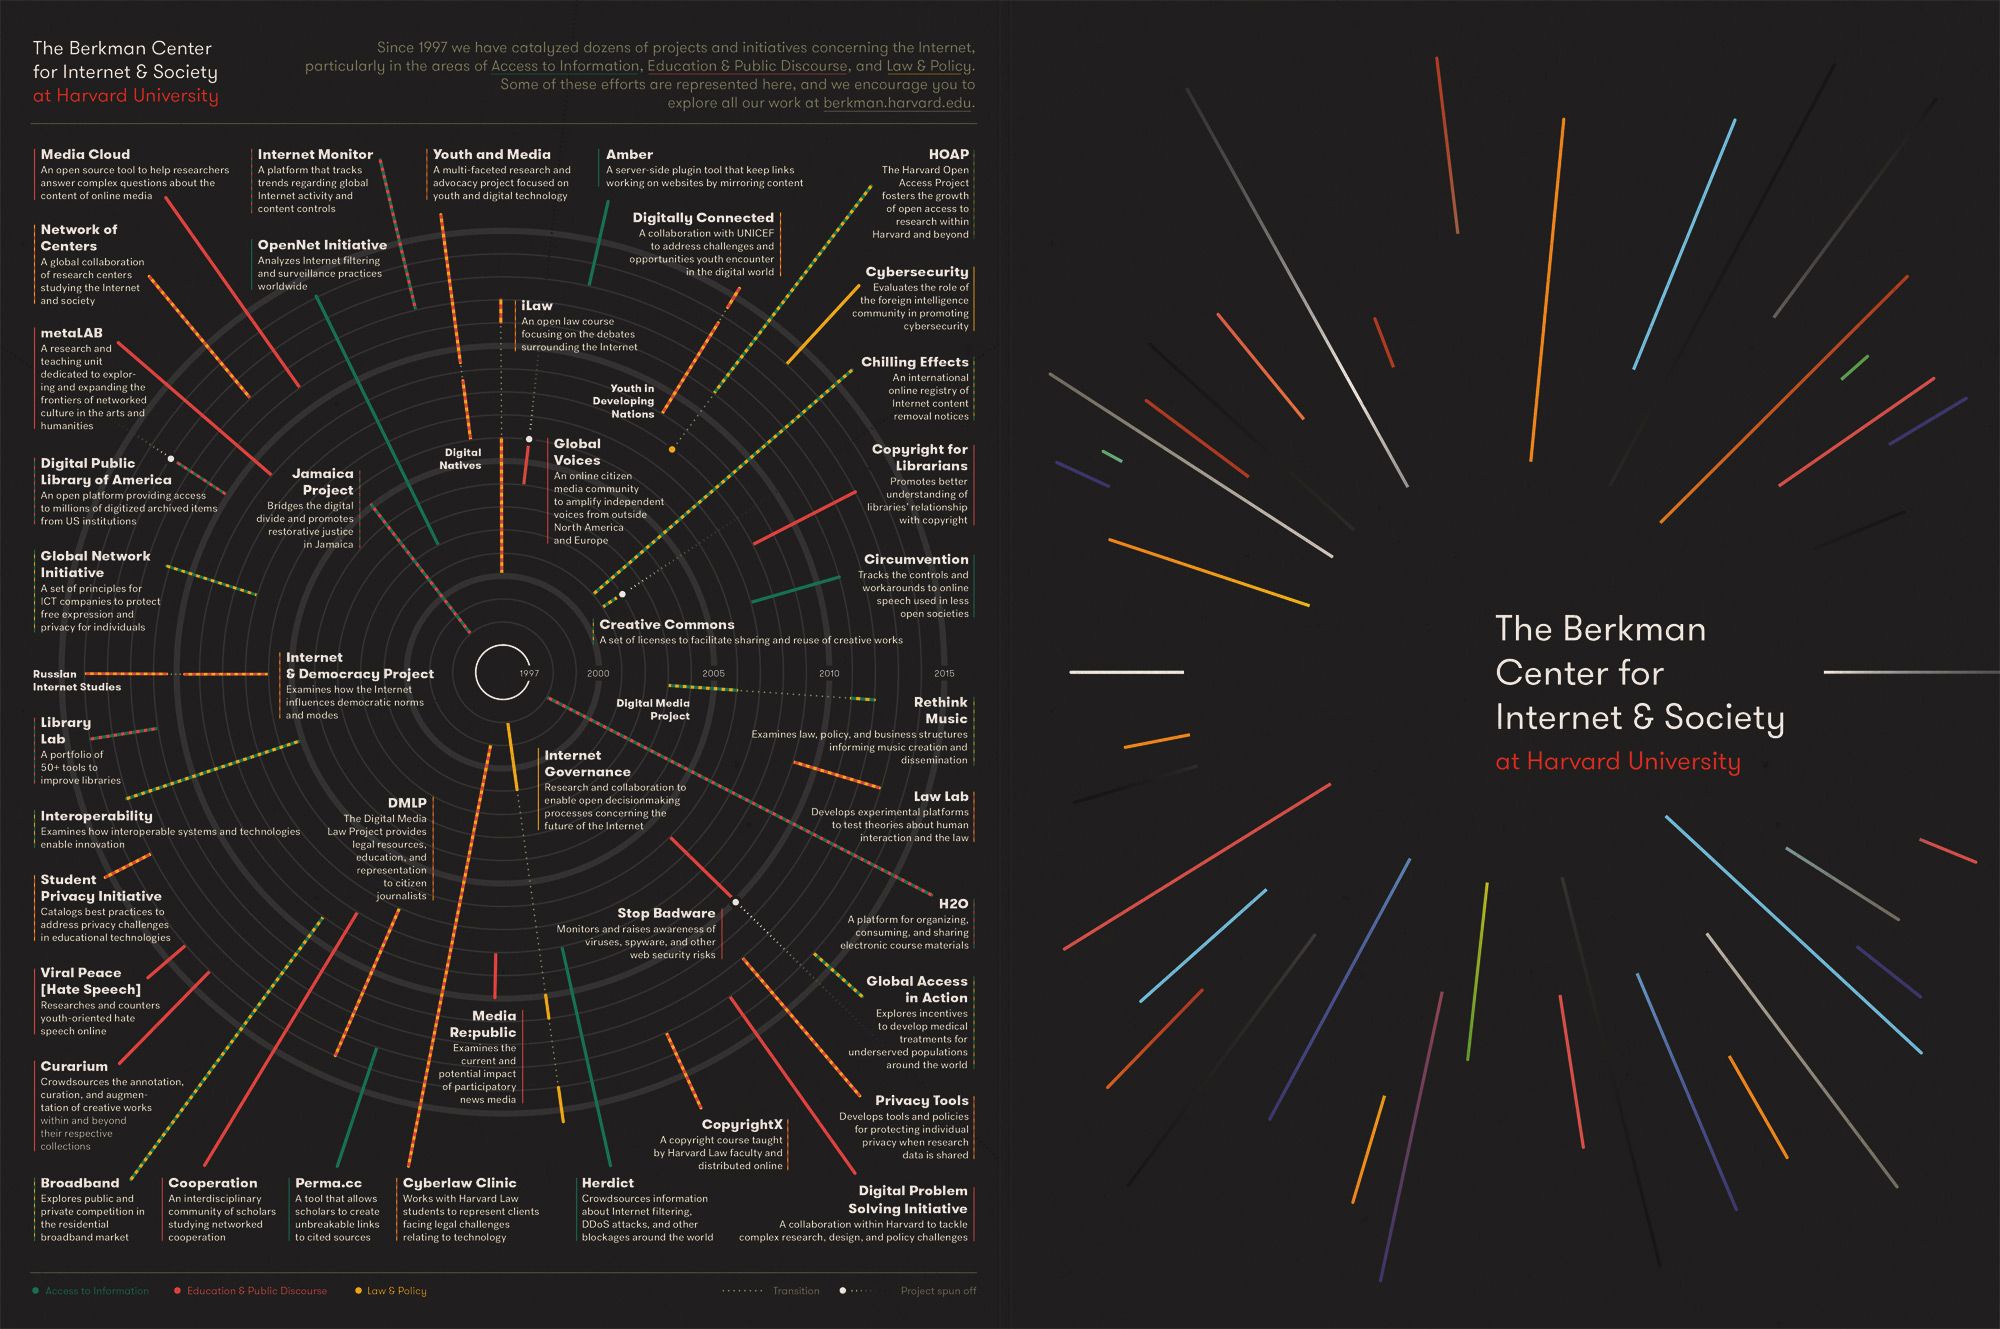 The Berkman Center
for Internet & Society
at Harvard University
Since 1997 we have catalyzed dozens of projects and initiatives concerning the Internet,
particularly in the areas of Access to Information, Education & Public Discourse, and Law & Policy.
Some of these efforts are represented here, and we encourage you to
explore all our work at berkman.harvard.edu.
Media Cloud
An open source tool to help researchers
answer complex questions about the
content of online media
Internet Monitor
A platform that tracks
trends regarding global
Internet activity and
content controls
Youth and Media
A multi-faceted research and
advocacy project focused on
youth and digital technology
Amber
A server-side plugin tool that keep links
working on websites by mirroring content
HOAP
The Harvard Open
Access Project
fosters the growth
of open access to
research within
Harvard and beyond
Network of
Centers
A global collaboration
of research centers
studying the Internet
and society
OpenNet Initiative
Analyzes Internet filtering
and surveillance practices
worldwide
Digitally Connected
A collaboration with UNICEF
to address challenges and
opportunities youth encounter
in the digital world
Cybersecurity
Evaluates the role of
the foreign intelligence
community in promoting
cybersecurity
iLaw
An open law course
focusing on the debates
surrounding the Internet
metaLAB
A research and
teaching unit
dedicated to explor-
ing and expanding the
frontiers of networked
culture in the arts and
humanities
Youth in
Developing
Nations
Chilling Effects
An international
online registry of
Internet content
removal notices
Digital
Natives
Global
Voices
An online citizen
media community
to amplify independent
voices from outside
North America
and Europe
Copyright for
Librarians
Promotes better
understanding of
libraries' relationship
with copyright
Digital Public
Library of America
An open platform providing access
to millions of digitized archived items
from US institutions
Jamaica
Project
Bridges the digital
divide and promotes
restorative justice
in Jamaica
Global Network
Initiative
A set of principles for
ICT companies to protect
free expression and
privacy for individuals
Circumvention
Tracks the controls and
workarounds to online
speech used in less
open societies
Creative Commons
A set of licenses to facilitate sharing and reuse of creative works
Russian
Internet Studies
Internet
& Democracy Project
Examines how the Internet
influences democratic norms
and modes
1997
2000
2005
2010
2015
Digital Media
Project
Rethink
Music
Examines law, policy, and business structures
informing music creation and
dissemination
Library
Lab
A portfolio of
50+ tools to
improve libraries
Internet
Governance
Research and collaboration to
enable open decisionmaking
processes concerning the
future of the Internet
Law Lab
Develops experimental platforms
to test theories about human
interaction and the law
DMLP
The Digital Media
Law Project provides
legal resources,
education, and
representation
to citizen
journalists
Interoperability
Examines how interoperable systems and technologies
enable innovation
Student
Privacy Initiative
Catalogs best practices to
address privacy challenges
in educational technologies
Stop Badware
Monitors and raises awareness of
viruses, spyware, and other
web security risks
H2O
A platform for organizing,
consuming, and sharing
electronic course materials
Viral Peace
[Hate Speech]
Researches and counters
youth-oriented hate
speech online
Global Access
in Action
Explores incentives
to develop medical
treatments for
underserved populations
around the world
Media
Re:public
Examines the
current and
potential impact
of participatory
news media
Curarium
Crowdsources the annotation,
curation, and augmen-
tation of creative works
within and beyond
their respective
collections
Privacy Tools
Develops tools and policies
for protecting individual
privacy when research
data is shared
CopyrightX
A copyright course taught
by Harvard Law faculty and
distributed online
Broadband
Explores public and
private competition in
the residential
broadband market
Cooperation
An interdisciplinary
community of scholars
studying networked
cooperation
Perma.cc
A tool that allows
scholars to create
unbreakable links
to cited sources
Cyberlaw Clinic
Works with Harvard Law
students to represent clients
facing legal challenges
relating to technology
Herdict
Crowdsources information
about Internet filtering,
DDoS attacks, and other
blockages around the world
Digital Problem
Solving Initiative
A collaboration within Harvard to tackle
complex research, design, and policy challenges
Access to Information
Education & Public Discourse
Law & Policy
Transition
Project spun off
The Berkman
Center for
Internet & Society
at Harvard University